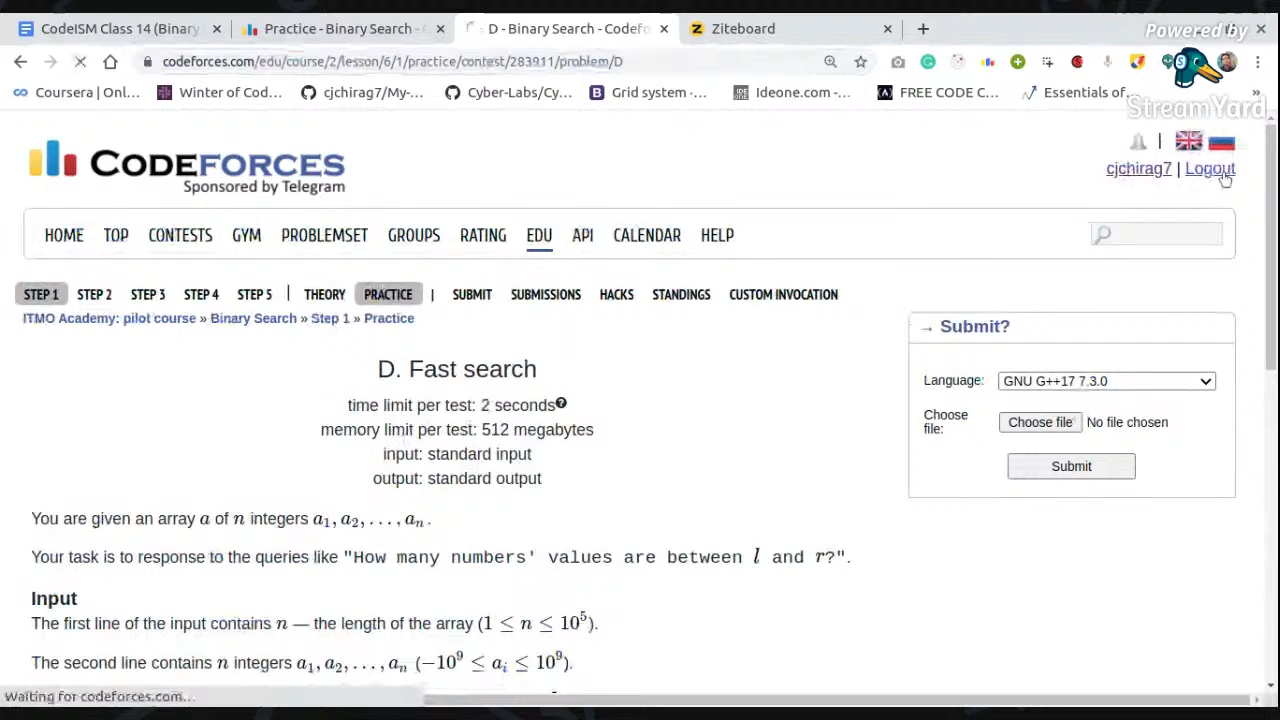 CodeISM Class 14 (Binary
Practice - Binary Search -
D - Binary Search - Codefo
Ziteboard
Powered by
codeforces.com/edu/course/2/lesson/6/1/practice/contest/283911/problem/D
Coursera | Onl...
Winter of Cod...
cjchirag7/My-...
Cyber-Labs/Cy...
Grid system ·...
Ideone.com -...
FREE CODE C...
Essentials of...
»
StreamYard
CODEFORCES
Sponsored by Telegram
cjchirag7 | Logout
HOME TOP CONTESTS GYM PROBLEMSET GROUPS RATING EDU API CALENDAR HELP
STEP 1 STEP 2 STEP 3 STEP 4 STEP 5 | THEORY PRACTICE | SUBMIT SUBMISSIONS HACKS STANDINGS CUSTOM INVOCATION
ITMO Academy: pilot course » Binary Search » Step 1 » Practice
→ Submit?
Language: GNU G++17 7.3.0
Choose file: Choose file No file chosen
Submit
D. Fast search
time limit per test: 2 seconds
memory limit per test: 512 megabytes
input: standard input
output: standard output
You are given an array a of n integers a₁, a₂, . . . , aₙ.
Your task is to response to the queries like "How many numbers' values are between l and r?".
Input
The first line of the input contains n — the length of the array (1 ≤ n ≤ 10⁵).
The second line contains n integers a₁, a₂, . . . , aₙ (−10⁹ ≤ aᵢ ≤ 10⁹).
Waiting for codeforces.com...